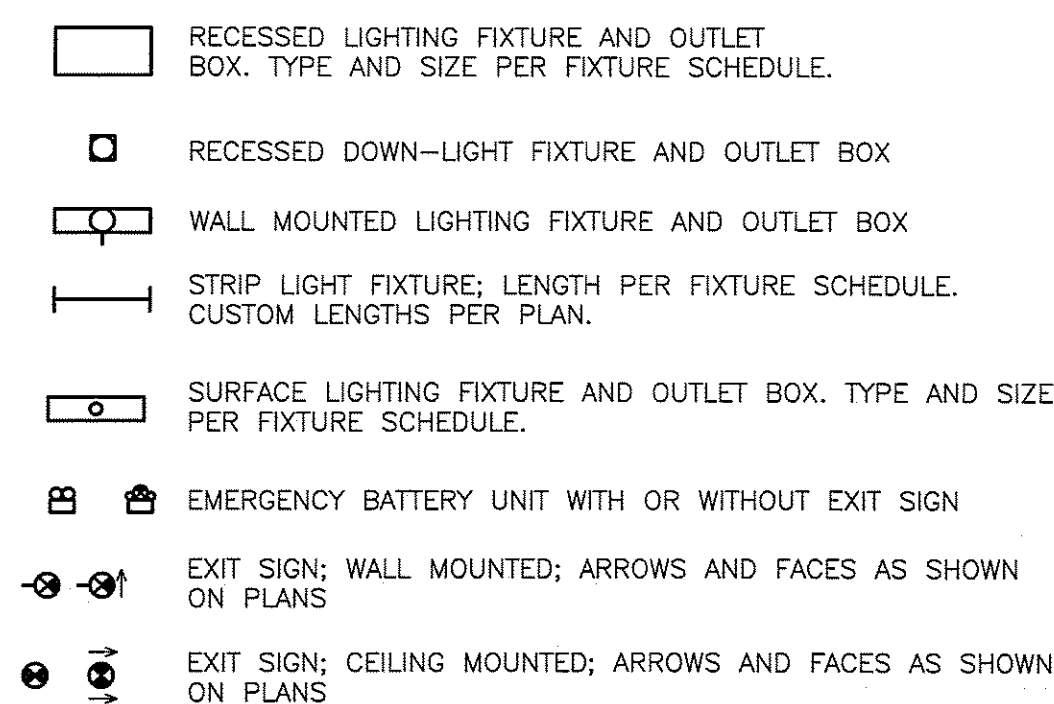 RECESSED LIGHTING FIXTURE AND OUTLET
BOX. TYPE AND SIZE PER FIXTURE SCHEDULE.
RECESSED DOWN-LIGHT FIXTURE AND OUTLET BOX
WALL MOUNTED LIGHTING FIXTURE AND OUTLET BOX
STRIP LIGHT FIXTURE; LENGTH PER FIXTURE SCHEDULE.
CUSTOM LENGTHS PER PLAN.
SURFACE LIGHTING FIXTURE AND OUTLET BOX. TYPE AND SIZE
PER FIXTURE SCHEDULE.
EMERGENCY BATTERY UNIT WITH OR WITHOUT EXIT SIGN
EXIT SIGN; WALL MOUNTED; ARROWS AND FACES AS SHOWN
ON PLANS
EXIT SIGN; CEILING MOUNTED; ARROWS AND FACES AS SHOWN
ON PLANS